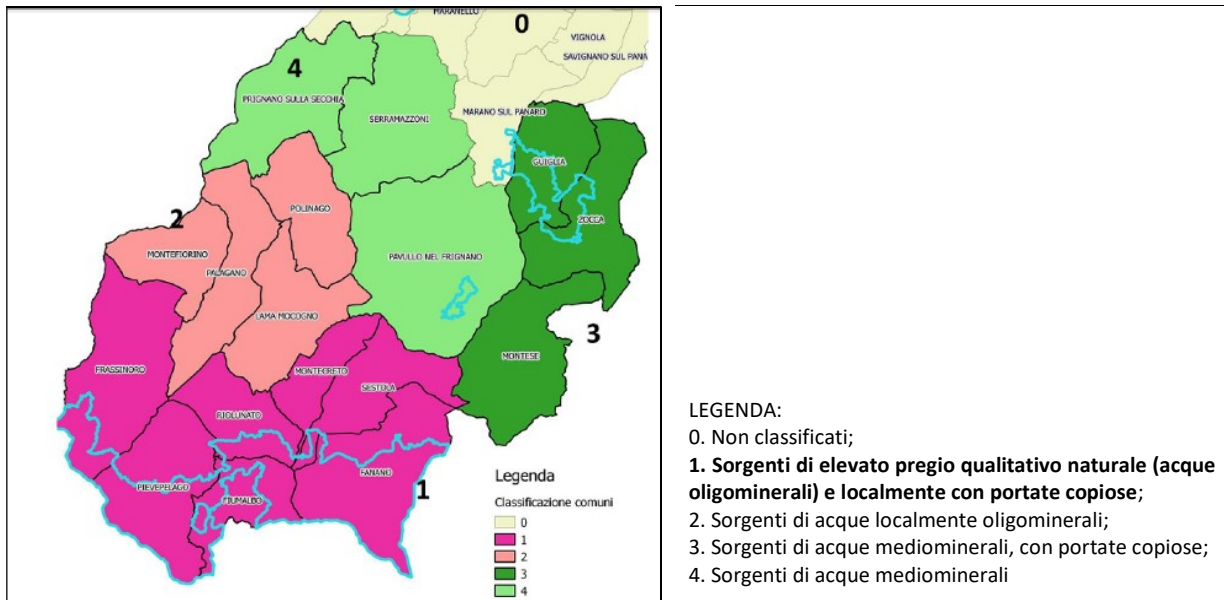 MARANELLO
0
VIGNOLA
SAVIGNANO SUL PANA
4
PRIGNANO SULLA SECCHIA
SERRAMAZZONI
MARANO SUL PANARO
GUIGLIA
ZOCCA
POLINAGO
2
MONTEFIORINO
PALAGANO
PAVULLO NEL FRIGNANO
LAMA MOCOGNO
3
MONTESE
FRASSINORO
MONTECRETO
SESTOLA
RIOLUNATO
FANANO
PIEVEPELAGO
FIUMALBO
1
Legenda
Classificazione comuni
0
1
2
3
4
LEGENDA:
0. Non classificati;
1. Sorgenti di elevato pregio qualitativo naturale (acque
oligominerali) e localmente con portate copiose;
2. Sorgenti di acque localmente oligominerali;
3. Sorgenti di acque mediominerali, con portate copiose;
4. Sorgenti di acque mediominerali